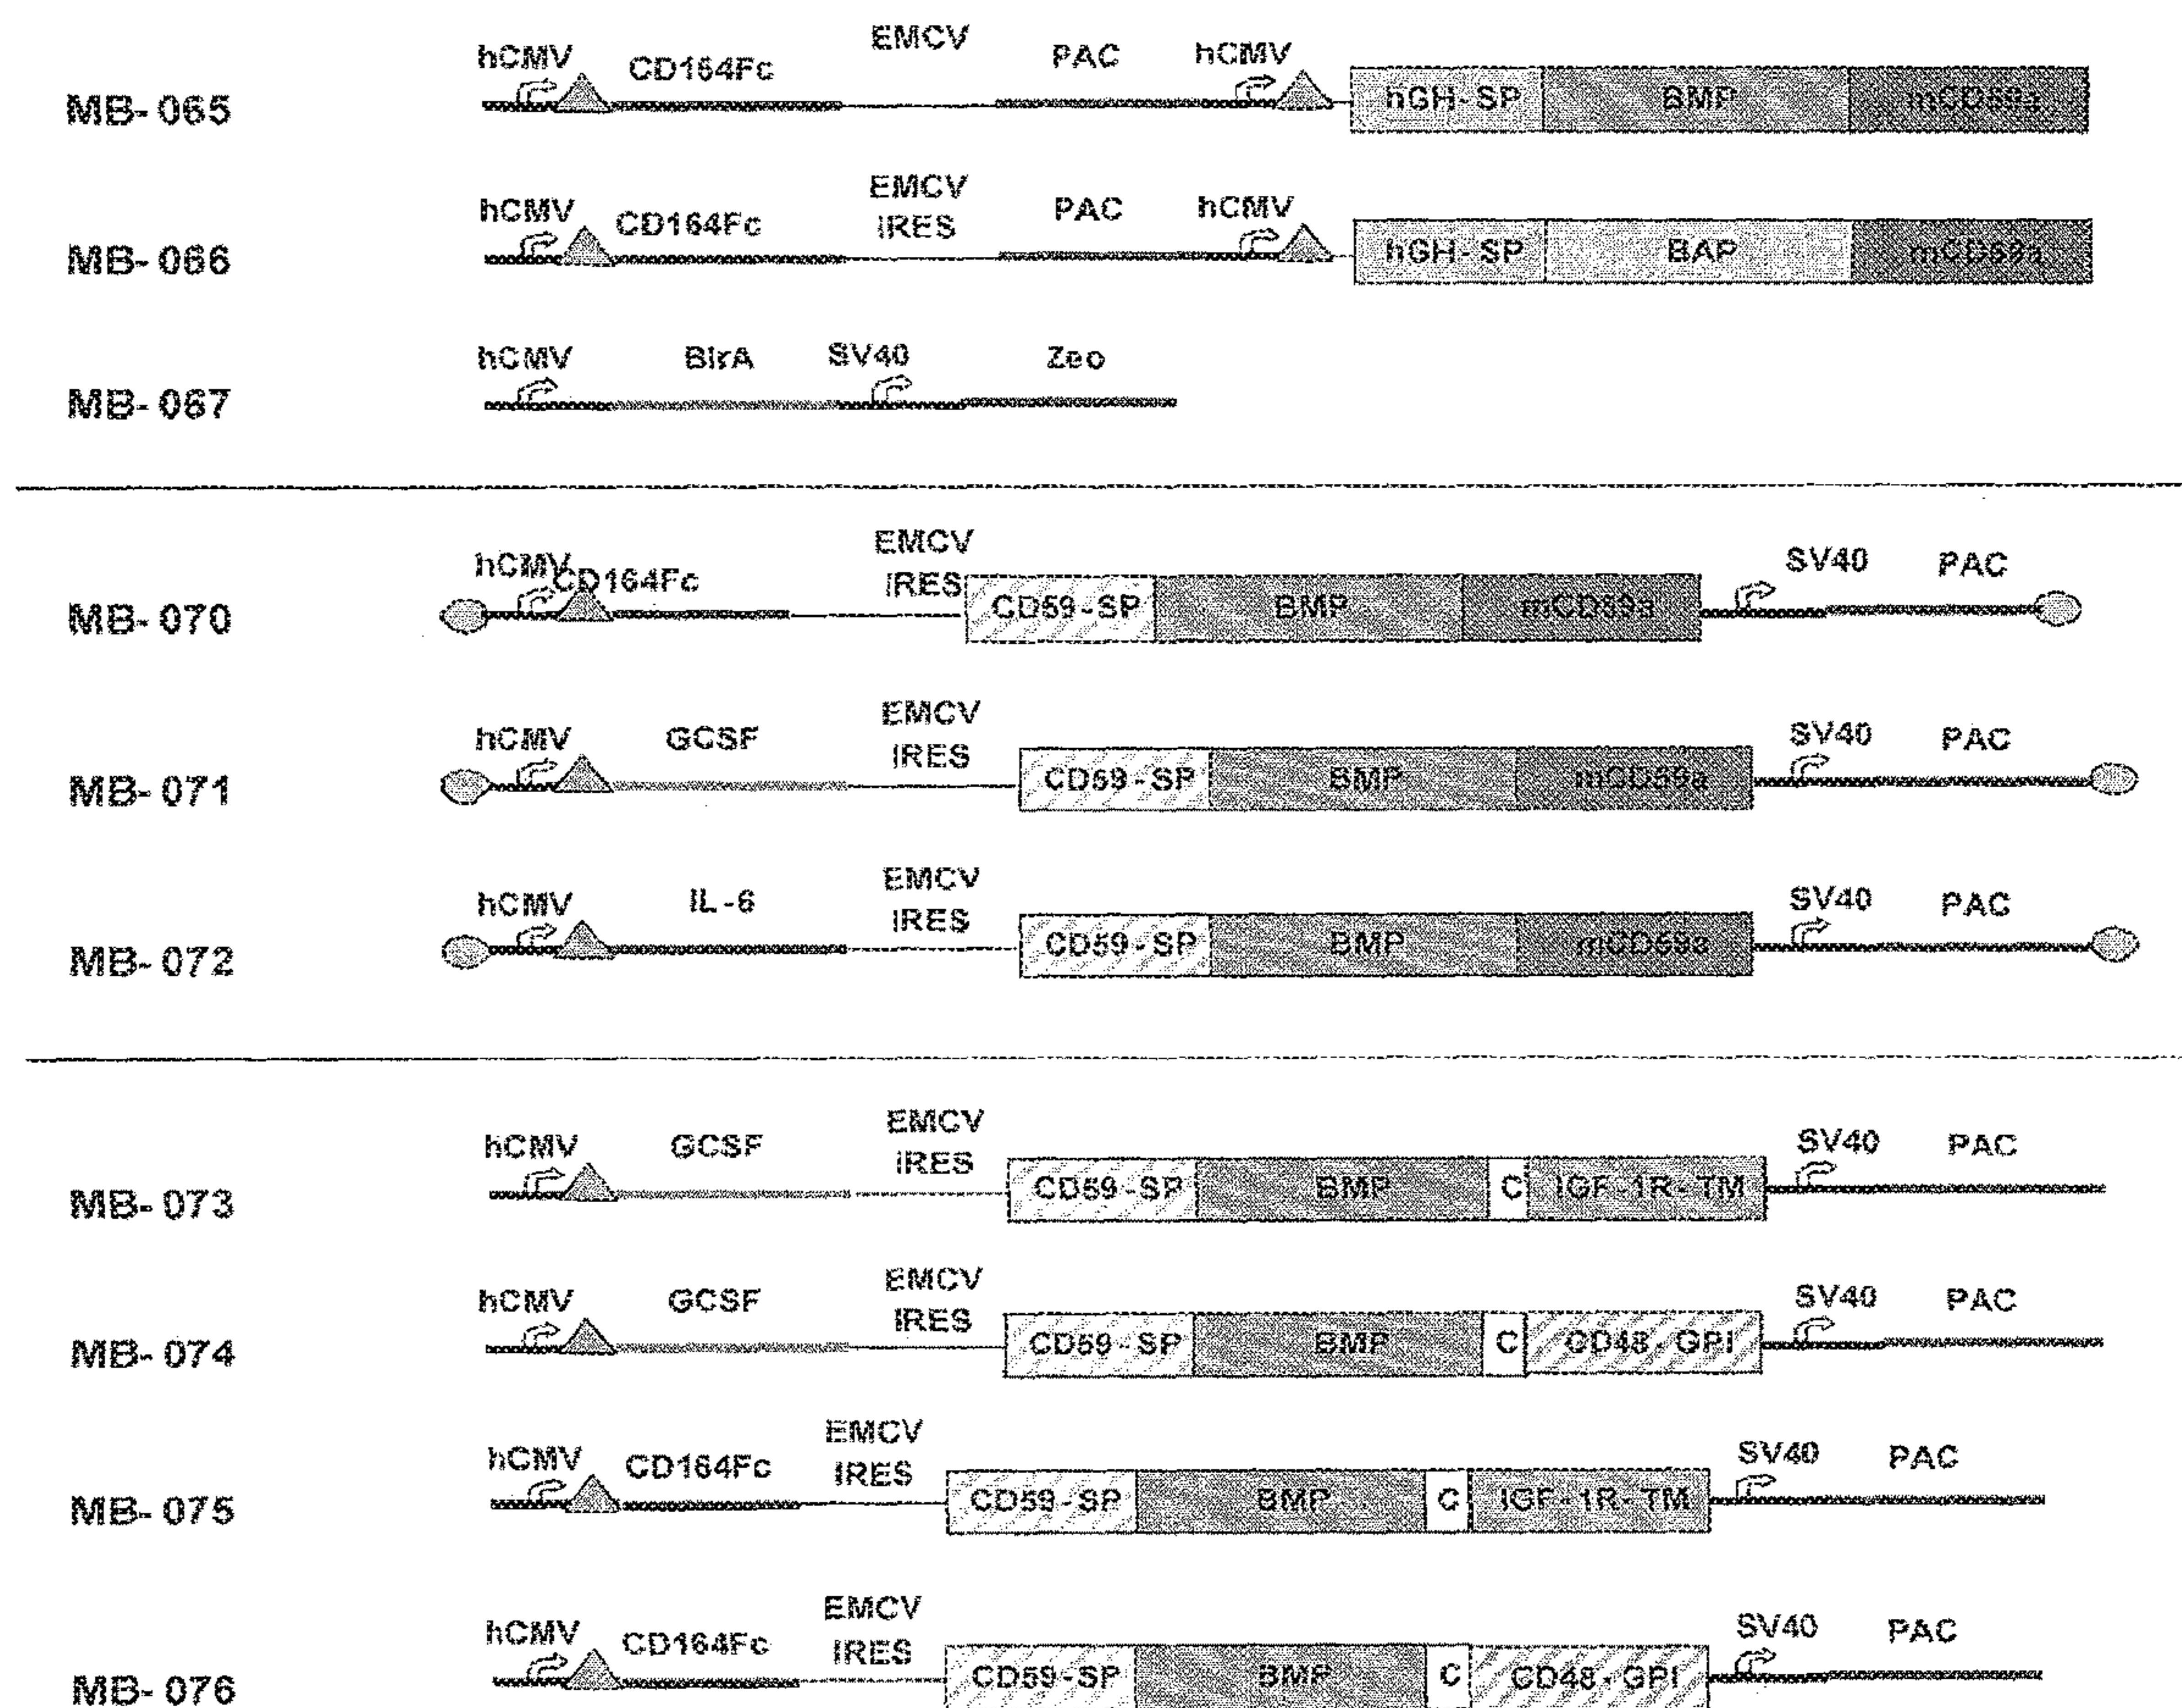 hCMV CD164Fc EMCV PAC hCMV
MB-065 hGH-SP BMP mCD59a
hCMV CD164Fc EMCV IRES PAC hCMV
MB-066 hGH-SP BAP mCD59a
hCMV BirA SV40 Zeo
MB-067
hCMV CD164Fc EMCV IRES SV40 PAC
MB-070 CD59-SP BMP mCD59a
hCMV GCSF EMCV IRES SV40 PAC
MB-071 CD59-SP BMP mCD59a
hCMV IL-6 EMCV IRES SV40 PAC
MB-072 CD59-SP BMP mCD59a
hCMV GCSF EMCV IRES SV40 PAC
MB-073 CD59-SP BMP C IGF-1R-TM
hCMV GCSF EMCV IRES SV40 PAC
MB-074 CD59-SP BMP C CD48-GPI
hCMV CD164Fc EMCV IRES SV40 PAC
MB-075 CD59-SP BMP C IGF-1R-TM
hCMV CD164Fc EMCV IRES SV40 PAC
MB-076 CD59-SP BMP C CD48-GPI